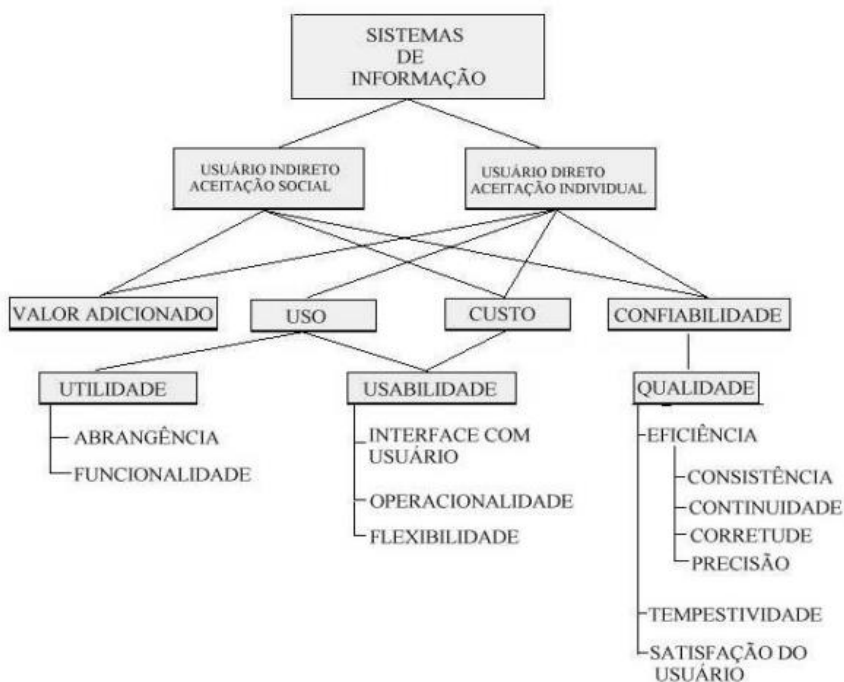 SISTEMAS
DE
INFORMAÇÃO
USUÁRIO INDIRETO
ACEITAÇÃO SOCIAL
USUÁRIO DIRETO
ACEITAÇÃO INDIVIDUAL
VALOR ADICIONADO
USO
CUSTO
CONFIABILIDADE
UTILIDADE
USABILIDADE
QUALIDADE
ABRANGÊNCIA
FUNCIONALIDADE
INTERFACE COM
USUÁRIO
OPERACIONALIDADE
FLEXIBILIDADE
EFICIÊNCIA
CONSISTÊNCIA
CONTINUIDADE
CORRETUDE
PRECISÃO
TEMPESTIVIDADE
SATISFAÇÃO DO
USUÁRIO